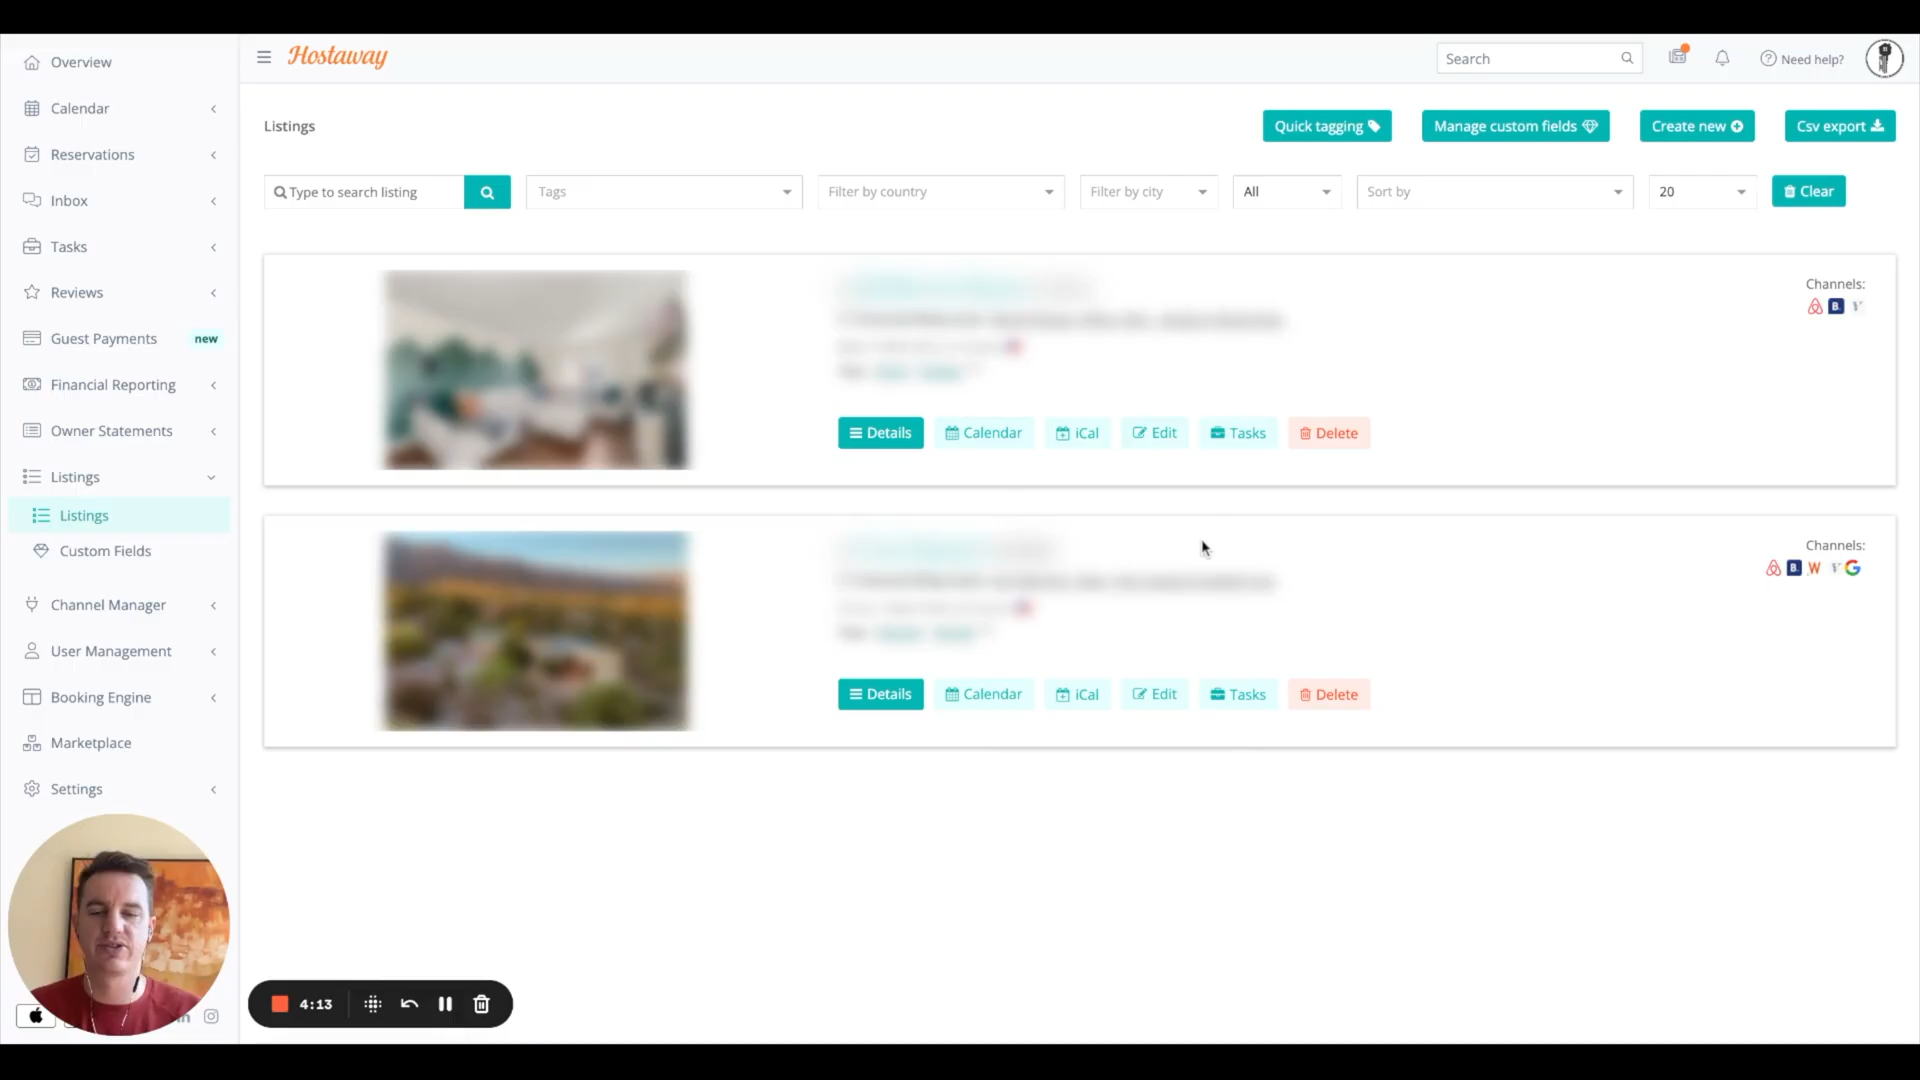 Overview
Calendar
Reservations
Inbox
Tasks
Reviews
Guest Payments new
Financial Reporting
Owner Statements
Listings
Listings
Custom Fields
Channel Manager
User Management
Booking Engine
Marketplace
Settings
Hostaway
Search
Need help?
Listings
Quick tagging
Manage custom fields
Create new
Csv export
Type to search listing
Tags
Filter by country
Filter by city
All
Sort by
20
Clear
Channels:
B.
Details
Calendar
iCal
Edit
Tasks
Delete
Channels:
B. W G
Details
Calendar
iCal
Edit
Tasks
Delete
in
4:13